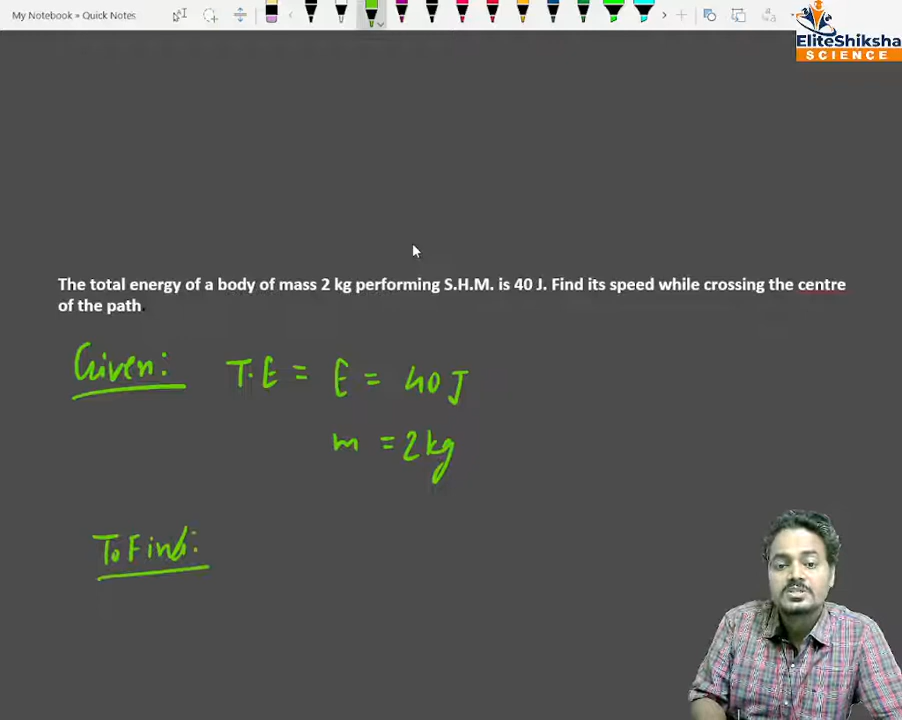 My Notebook » Quick Notes
EliteShiksha
SCIENCE
The total energy of a body of mass 2 kg performing S.H.M. is 40 J. Find its speed while crossing the centre
of the path.
Given: T.E = E = 40 J
m = 2 kg
To Find: